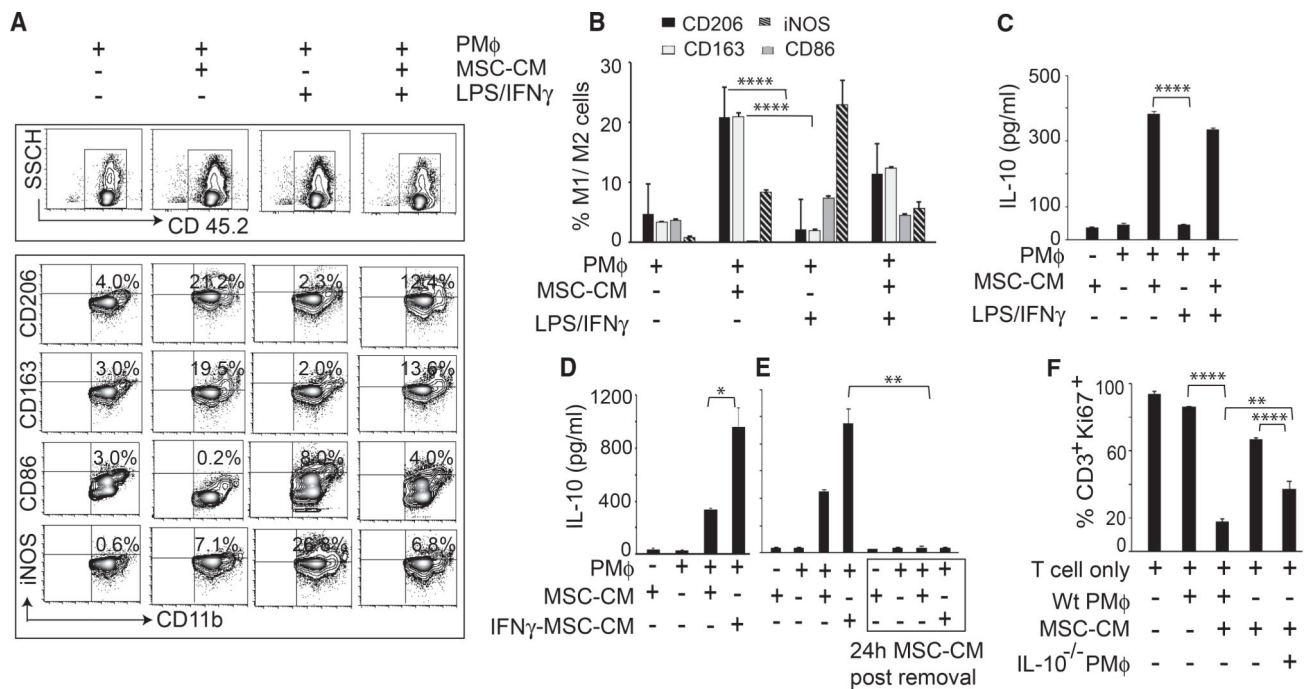 A
+ + + + PMϕ
- + - + MSC-CM
- - + + LPS/IFNγ
SSCH
CD 45.2
CD206
4.0% 21.2% 2.3% 12.4%
CD163
3.0% 19.5% 2.0% 13.6%
CD86
3.0% 0.2% 8.0% 4.0%
iNOS
0.6% 7.1% 26.8% 6.8%
CD11b
B
CD206 iNOS
CD163 CD86
% M1/ M2 cells
30
20
10
0
****
****
PMϕ + + + +
MSC-CM - + - +
LPS/IFNγ - - + +
C
IL-10 (pg/ml)
500
300
140
0
****
PMϕ - + + + +
MSC-CM + - + - +
LPS/IFNγ - - - + +
D
IL-10 (pg/ml)
1200
800
400
0
*
E
**
PMϕ - + + + - + + + - + + +
MSC-CM + - + - + - + - + - + -
IFNγ-MSC-CM - - - + - - - + - - - +
24h MSC-CM
post removal
F
% CD3+Ki67+
100
60
20
0
****
**
****
T cell only + + + + +
Wt PMϕ - + + - -
MSC-CM - - + + +
IL-10-/- PMϕ - - - - +